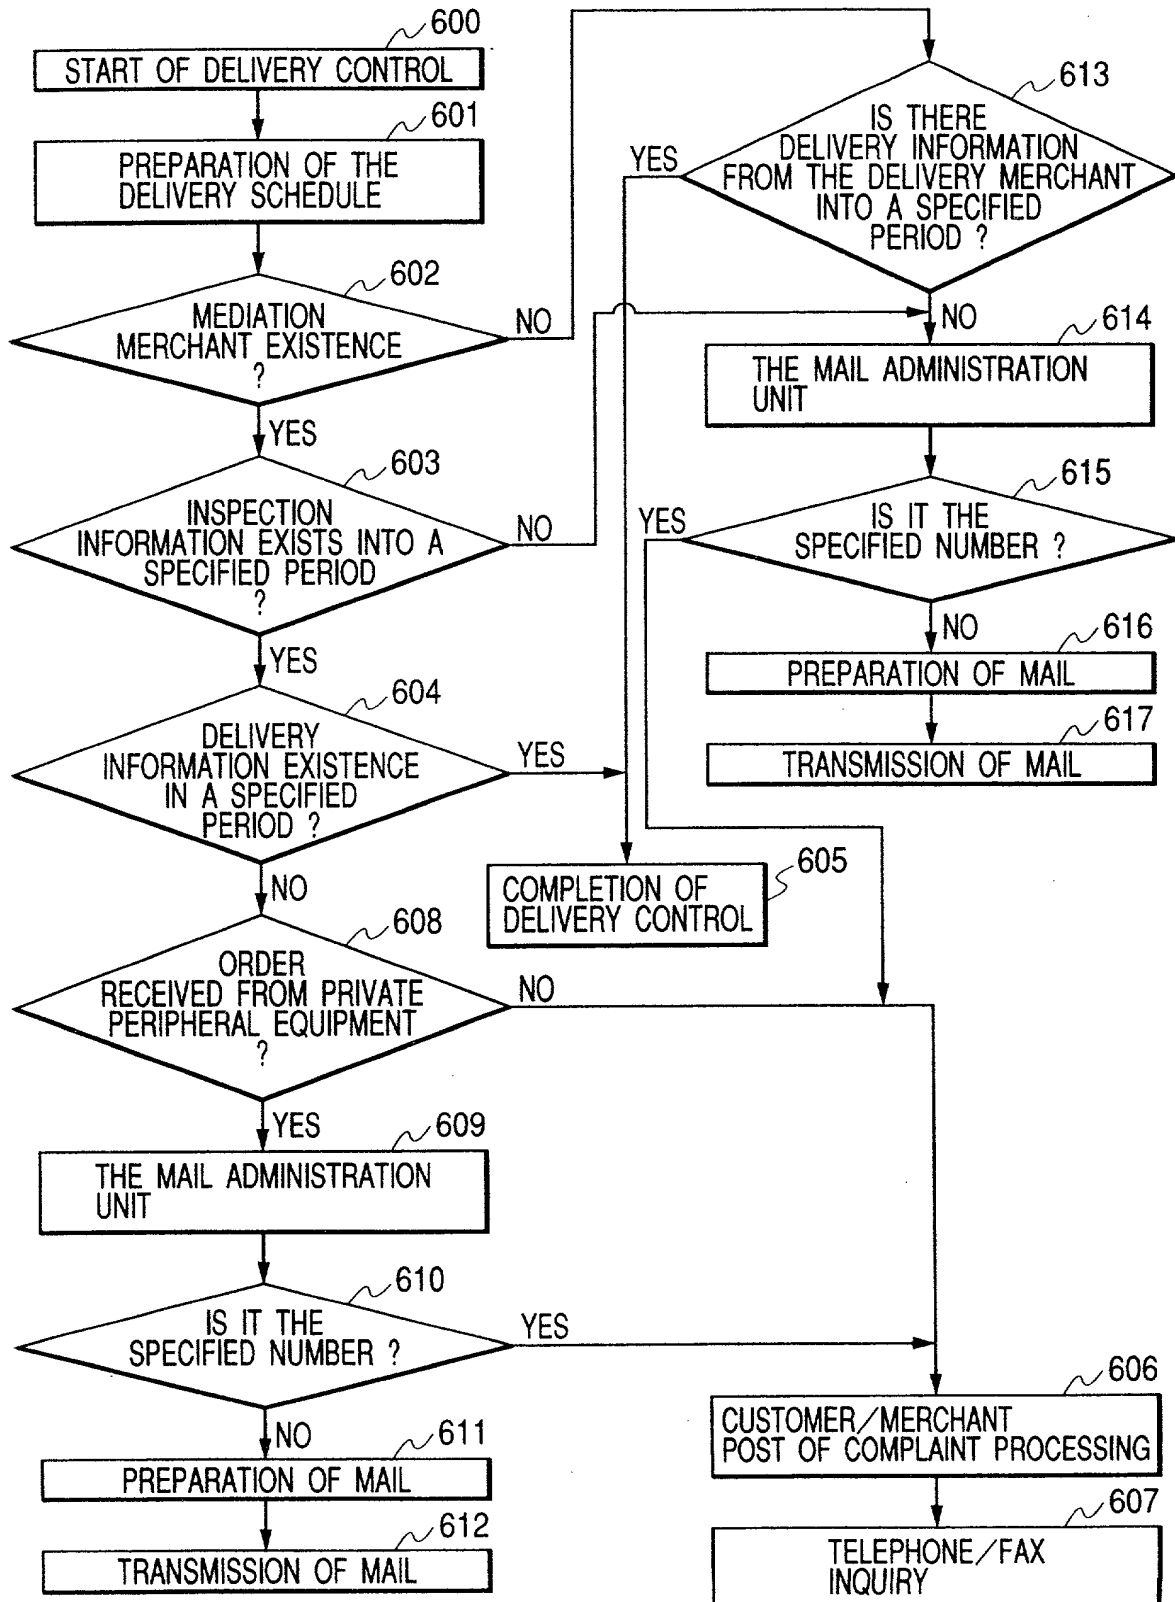 600
START OF DELIVERY CONTROL
601
PREPARATION OF THE
DELIVERY SCHEDULE
602
MEDIATION
MERCHANT EXISTENCE
?
NO
YES
603
INSPECTION
INFORMATION EXISTS INTO A
SPECIFIED PERIOD
?
NO
YES
604
DELIVERY
INFORMATION EXISTENCE
IN A SPECIFIED
PERIOD ?
YES
NO
605
COMPLETION OF
DELIVERY CONTROL
608
ORDER
RECEIVED FROM PRIVATE
PERIPHERAL EQUIPMENT
?
NO
YES
609
THE MAIL ADMINISTRATION
UNIT
610
IS IT THE
SPECIFIED NUMBER ?
YES
NO
611
PREPARATION OF MAIL
612
TRANSMISSION OF MAIL
613
IS THERE
DELIVERY INFORMATION
FROM THE DELIVERY MERCHANT
INTO A SPECIFIED
PERIOD ?
YES
NO
614
THE MAIL ADMINISTRATION
UNIT
615
IS IT THE
SPECIFIED NUMBER ?
YES
NO
616
PREPARATION OF MAIL
617
TRANSMISSION OF MAIL
606
CUSTOMER/MERCHANT
POST OF COMPLAINT PROCESSING
607
TELEPHONE/FAX
INQUIRY